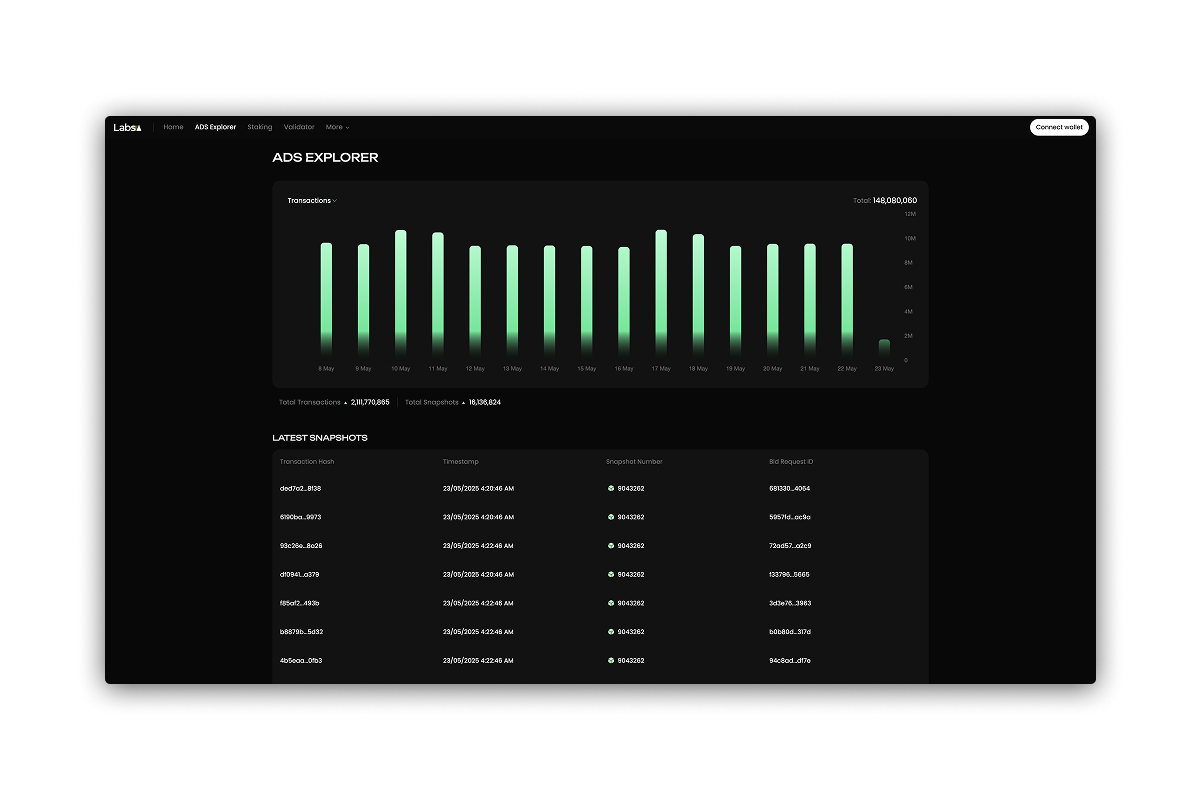 Labs
Home ADS Explorer Staking Validator More Connect wallet
ADS EXPLORER
Transactions Total: 148,080,060
12M
10M
8M
6M
4M
2M
0
8 May 9 May 10 May 11 May 12 May 13 May 14 May 15 May 16 May 17 May 18 May 19 May 20 May 21 May 22 May 23 May
Total Transactions 2,111,770,865 Total Snapshots 16,136,824
LATEST SNAPSHOTS
Transaction Hash Timestamp Snapshot Number Bid Request ID
ded7a2...8f38 23/05/2025 4:20:46 AM 9043262 681330...4064
6190ba...9973 23/05/2025 4:20:46 AM 9043262 5957fd...ac9a
93c26e...8a26 23/05/2025 4:22:46 AM 9043262 72ad57...a2c9
df0941...a379 23/05/2025 4:20:46 AM 9043262 f33796...5665
f85af2...493b 23/05/2025 4:22:46 AM 9043262 3d3e76...3963
b8879b...5d32 23/05/2025 4:22:46 AM 9043262 b0b80d...317d
4b5eaa...0fb3 23/05/2025 4:22:46 AM 9043262 94c8ad...df7e